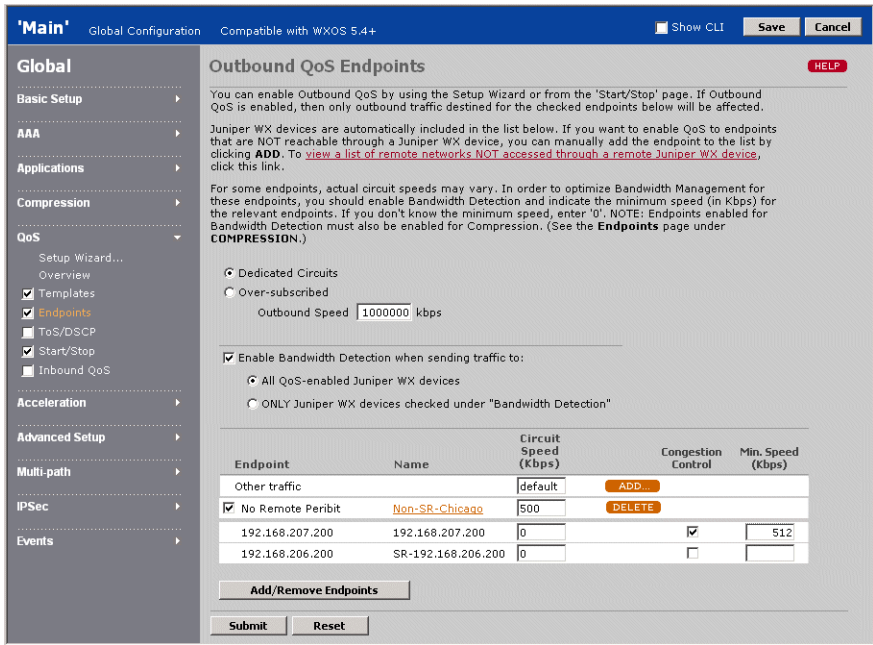 'Main' Global Configuration Compatible with WXOS 5.4+ Show CLI Save Cancel
Global
Basic Setup
AAA
Applications
Compression
QoS
Setup Wizard...
Overview
Templates
Endpoints
ToS/DSCP
Start/Stop
Inbound QoS
Acceleration
Advanced Setup
Multi-path
IPSec
Events
Outbound QoS Endpoints HELP
You can enable Outbound QoS by using the Setup Wizard or from the 'Start/Stop' page. If Outbound
QoS is enabled, then only outbound traffic destined for the checked endpoints below will be affected.
Juniper WX devices are automatically included in the list below. If you want to enable QoS to endpoints
that are NOT reachable through a Juniper WX device, you can manually add the endpoint to the list by
clicking ADD. To view a list of remote networks NOT accessed through a remote Juniper WX device,
click this link.
For some endpoints, actual circuit speeds may vary. In order to optimize Bandwidth Management for
these endpoints, you should enable Bandwidth Detection and indicate the minimum speed (in Kbps) for
the relevant endpoints. If you don't know the minimum speed, enter '0'. NOTE: Endpoints enabled for
Bandwidth Detection must also be enabled for Compression. (See the Endpoints page under
COMPRESSION.)
Dedicated Circuits
Over-subscribed
Outbound Speed 1000000 kbps
Enable Bandwidth Detection when sending traffic to:
All QoS-enabled Juniper WX devices
ONLY Juniper WX devices checked under "Bandwidth Detection"
Circuit
Speed Congestion Min. Speed
Endpoint Name (Kbps) Control (Kbps)
Other traffic default ADD...
No Remote Peribit Non-SR-Chicago 500 DELETE
192.168.207.200 192.168.207.200 0 512
192.168.206.200 SR-192.168.206.200 0
Add/Remove Endpoints
Submit Reset